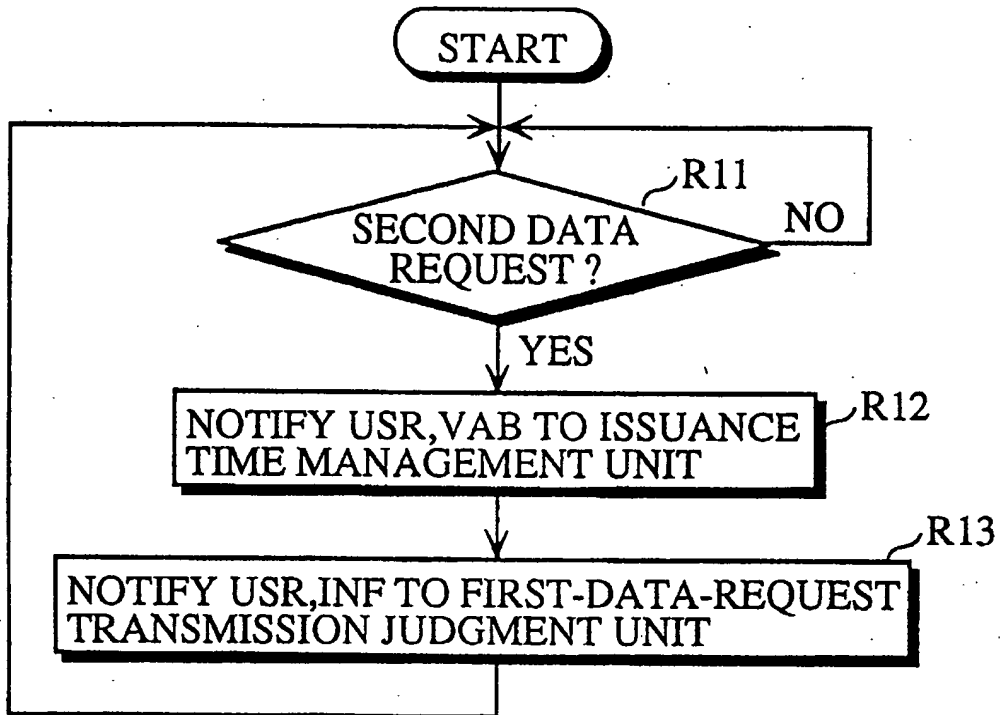 START
R11
SECOND DATA
REQUEST ?
NO
YES
R12
NOTIFY USR,VAB TO ISSUANCE
TIME MANAGEMENT UNIT
R13
NOTIFY USR,INF TO FIRST-DATA-REQUEST
TRANSMISSION JUDGMENT UNIT